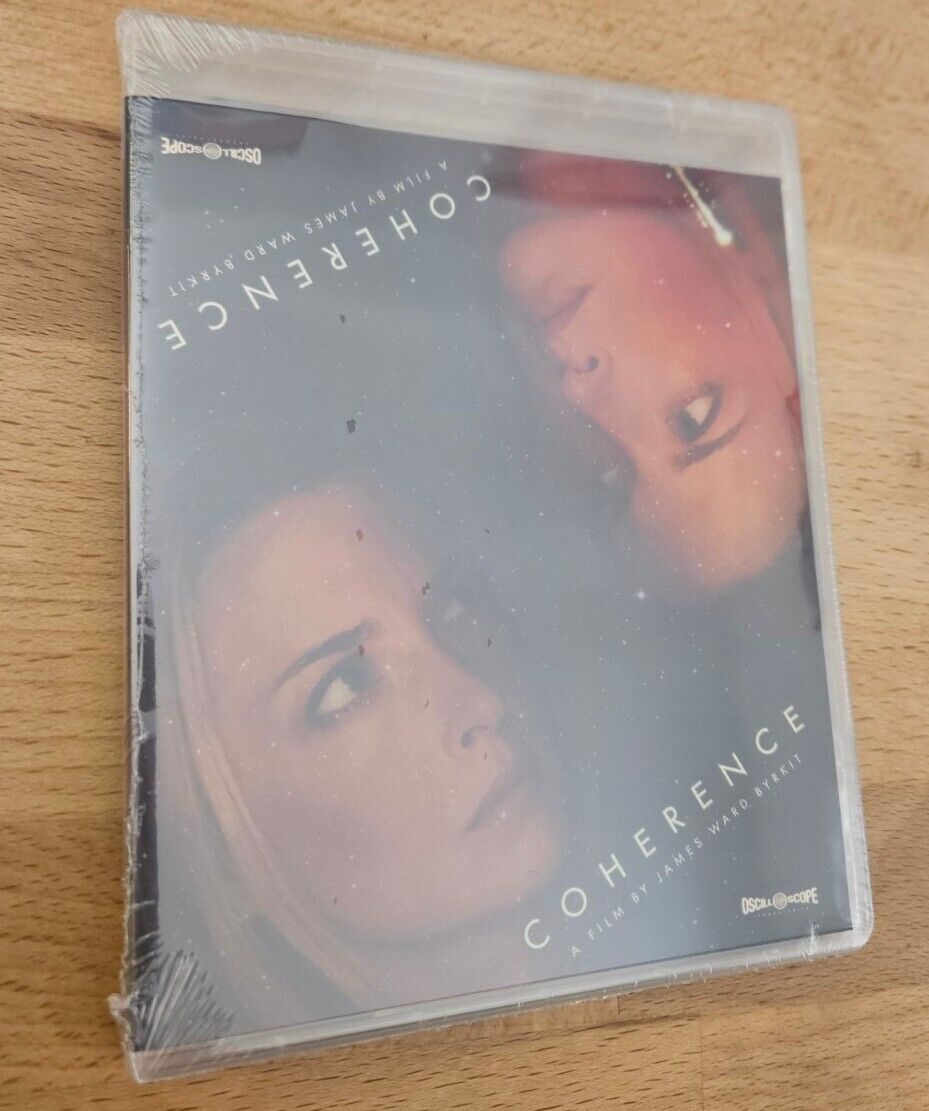 OSCILLOSCOPE
A FILM BY JAMES WARD BYRKIT
COHERENCE
COHERENCE
A FILM BY JAMES WARD BYRKIT
OSCILLOSCOPE